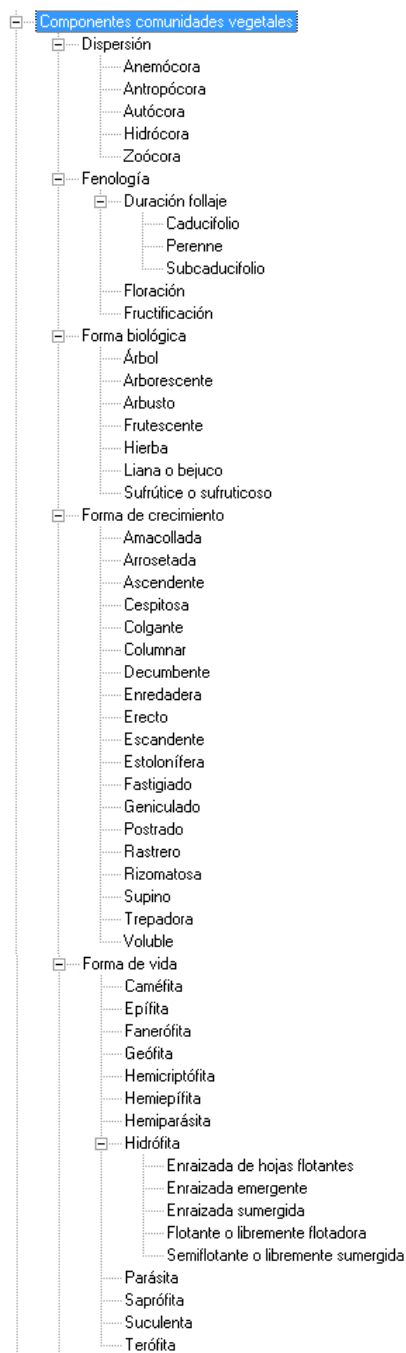 Componentes comunidades vegetales
Dispersión
Anemócora
Antropócora
Autócora
Hidrócora
Zoócora
Fenología
Duración follaje
Caducifolio
Perenne
Subcaducifolio
Floración
Fructificación
Forma biológica
Árbol
Arborescente
Arbusto
Frutescente
Hierba
Liana o bejuco
Sufrútice o sufruticoso
Forma de crecimiento
Amacollada
Arrosetada
Ascendente
Cespitosa
Colgante
Columnar
Decumbente
Enredadera
Erecto
Escandente
Estolonífera
Fastigiado
Geniculado
Postrado
Rastrero
Rizomatosa
Supino
Trepadora
Voluble
Forma de vida
Caméfita
Epífita
Fanerófita
Geófita
Hemicriptófita
Hemiepífita
Hemiparásita
Hidrófita
Enraizada de hojas flotantes
Enraizada emergente
Enraizada sumergida
Flotante o libremente flotadora
Semiflotante o libremente sumergida
Parásita
Saprófita
Suculenta
Terófita